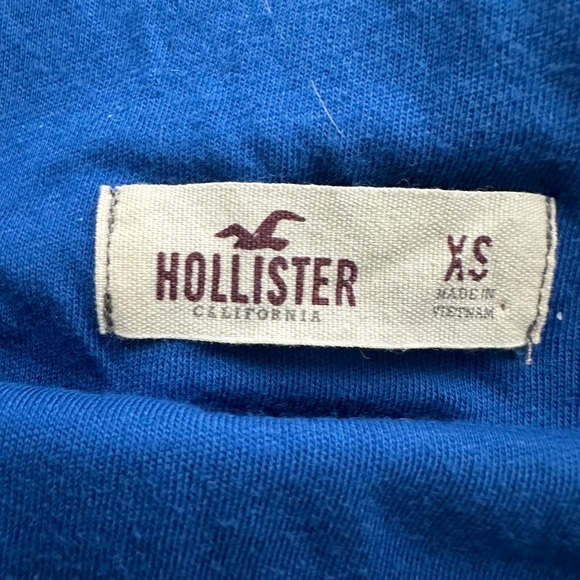 HOLLISTER
CALIFORNIA
XS
MADE IN
VIETNAM